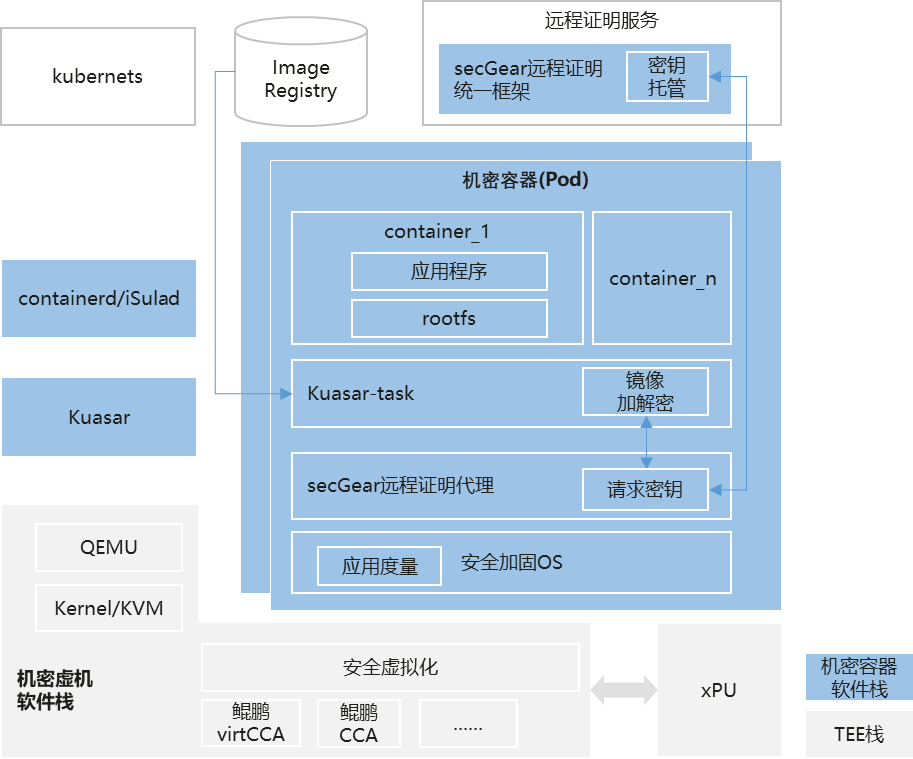 kubernets
Image
Registry
远程证明服务
secGear远程证明
统一框架
密钥
托管
机密容器(Pod)
container_1
应用程序
rootfs
container_n
containerd/iSulad
Kuasar
Kuasar-task
镜像
加解密
secGear远程证明代理
请求密钥
应用度量
安全加固OS
QEMU
Kernel/KVM
机密虚机
软件栈
安全虚拟化
鲲鹏
virtCCA
鲲鹏
CCA
……
xPU
机密容器
软件栈
TEE栈